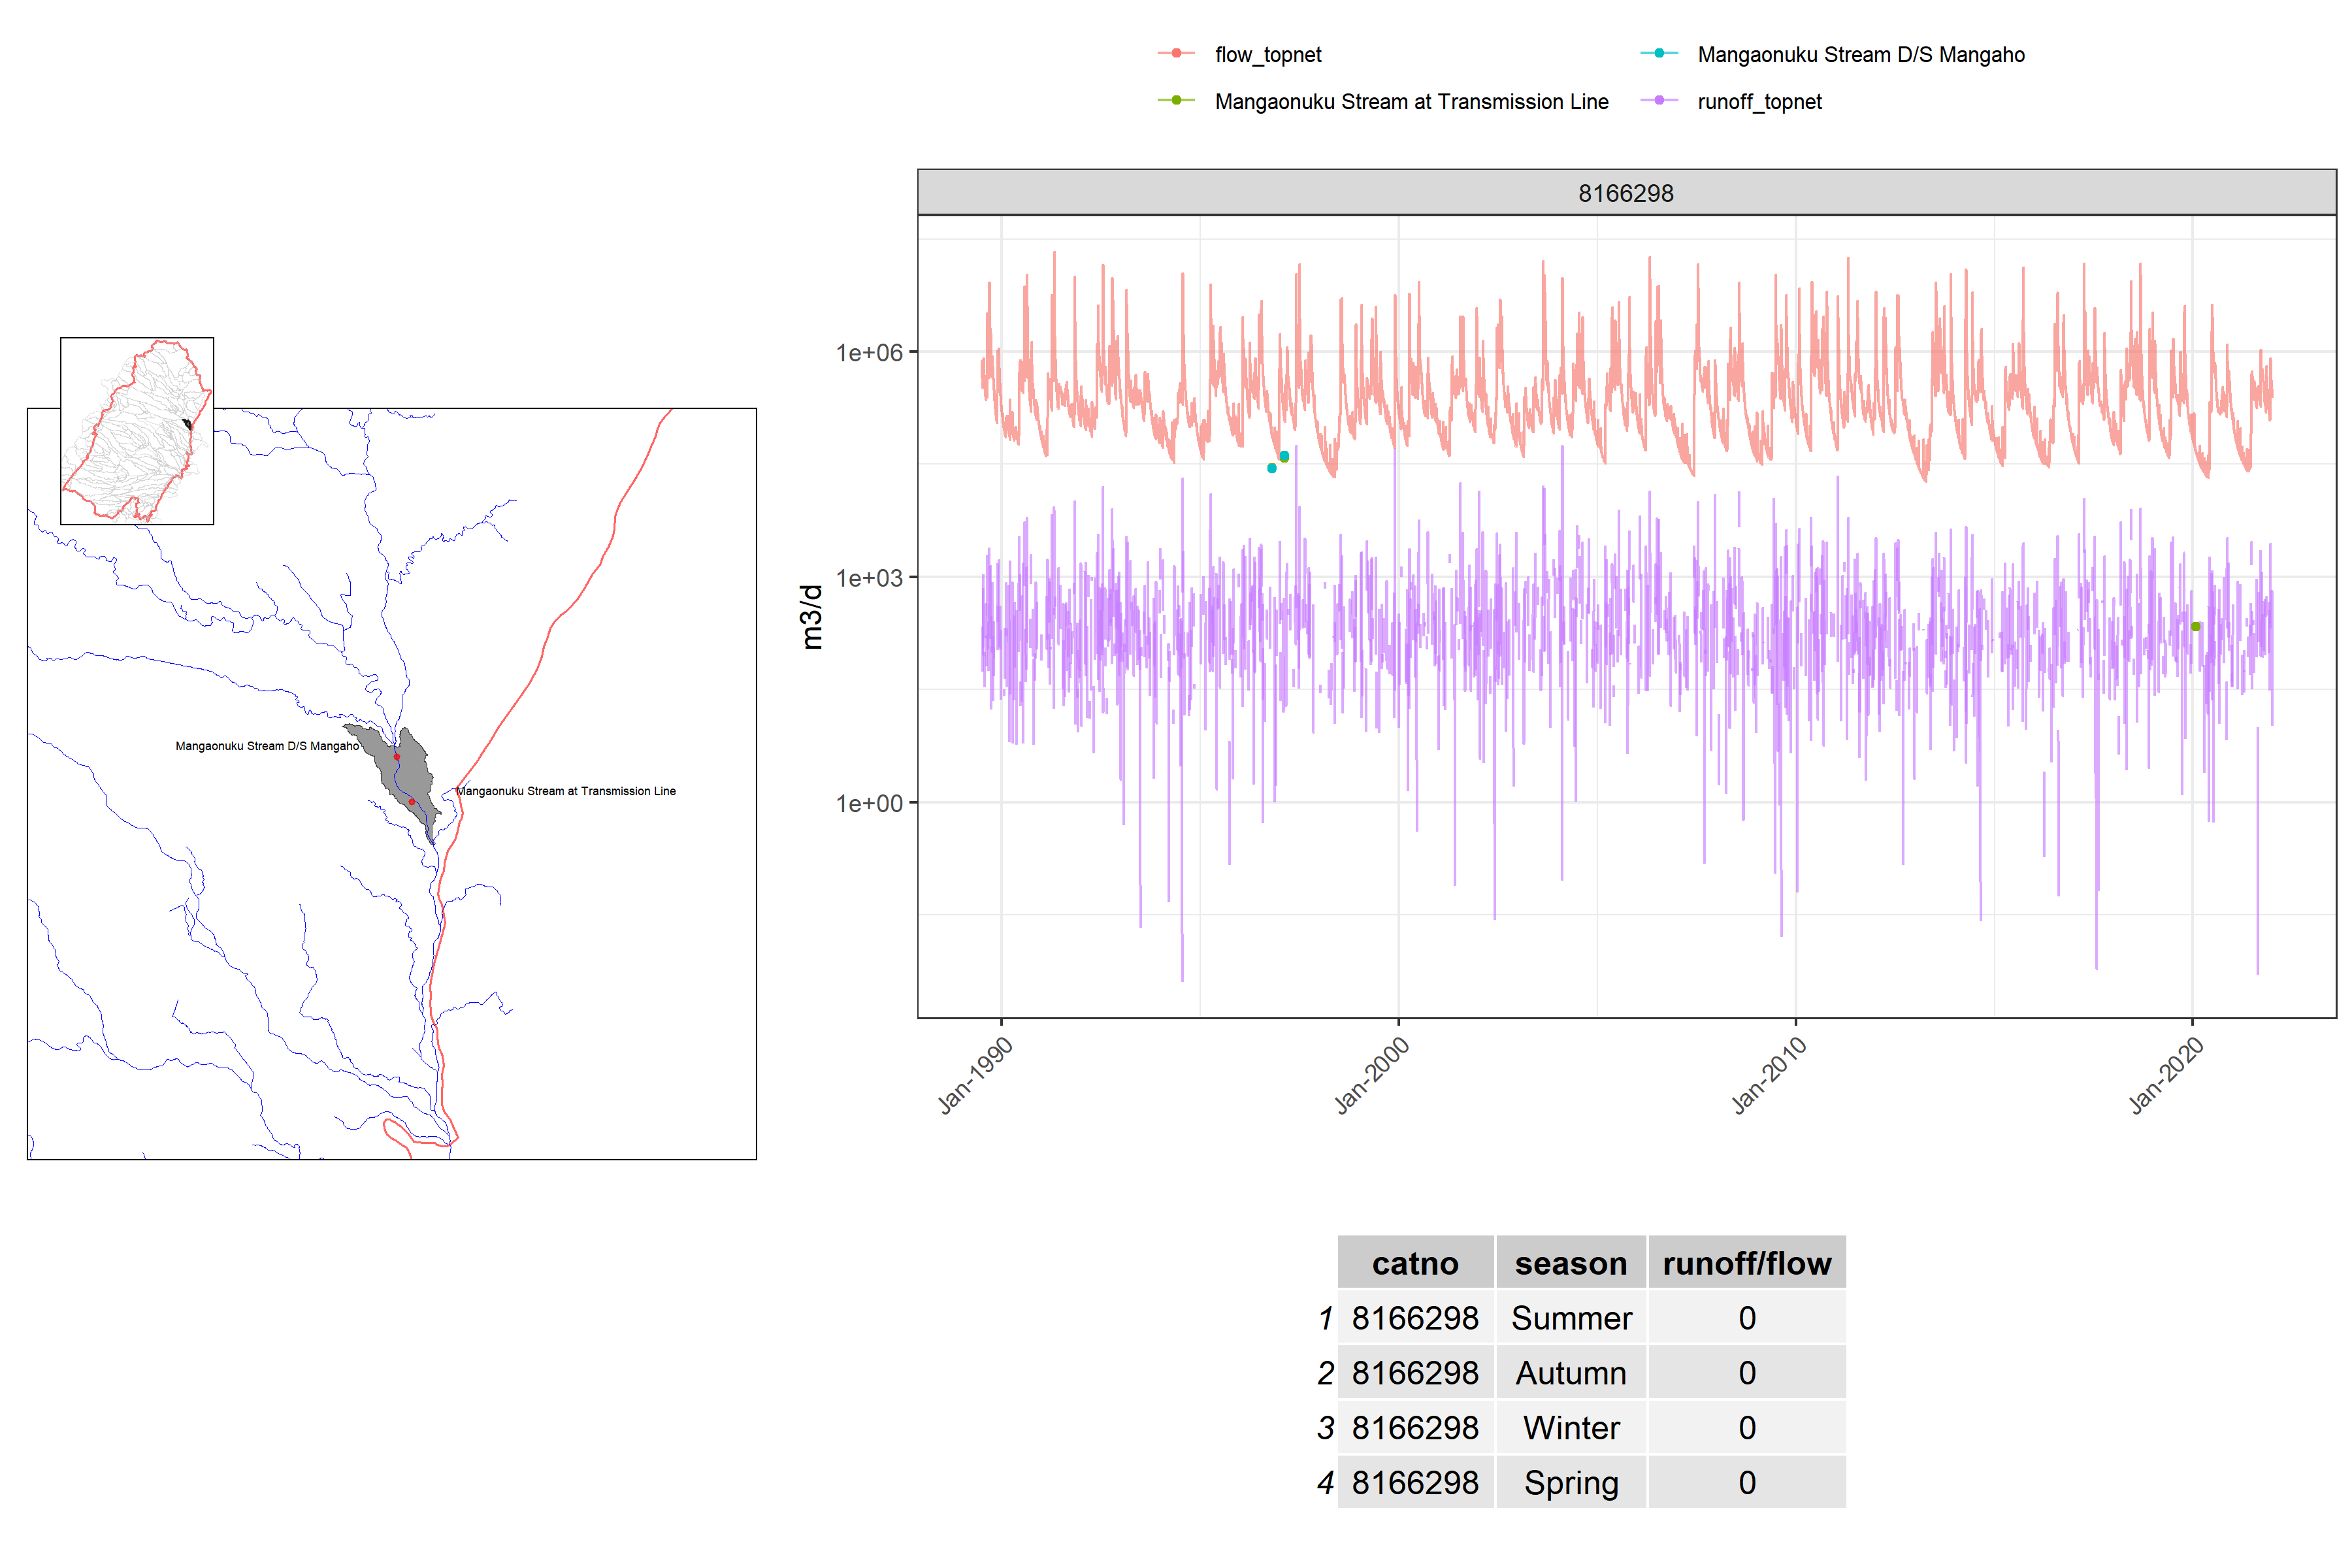 flow_topnet
Mangaonuku Stream D/S Mangaho
Mangaonuku Stream at Transmission Line
runoff_topnet
8166298
1e+06
1e+03
1e+00
m3/d
Jan-1990
Jan-2000
Jan-2010
Jan-2020
Mangaonuku Stream D/S Mangaho
Mangaonuku Stream at Transmission Line
catno season runoff/flow
1 8166298 Summer 0
2 8166298 Autumn 0
3 8166298 Winter 0
4 8166298 Spring 0